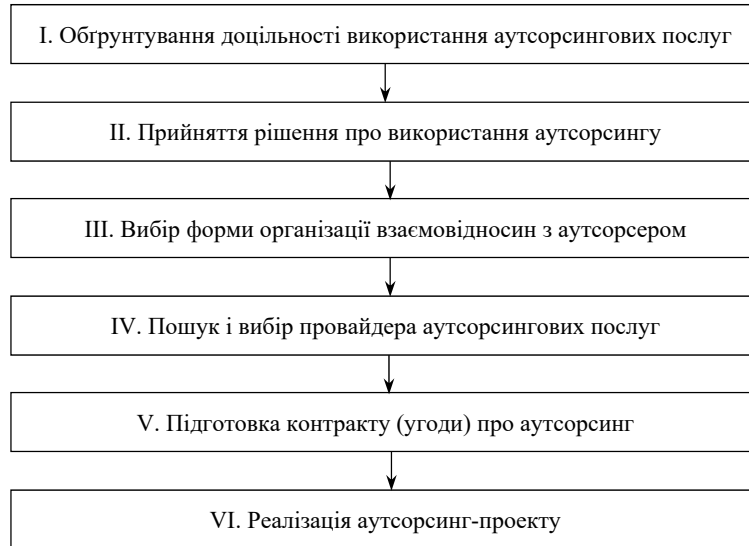 I. Обґрунтування доцільності використання аутсорсингових послуг
II. Прийняття рішення про використання аутсорсингу
III. Вибір форми організації взаємовідносин з аутсорсером
IV. Пошук і вибір провайдера аутсорсингових послуг
V. Підготовка контракту (угоди) про аутсорсинг
VI. Реалізація аутсорсинг-проекту